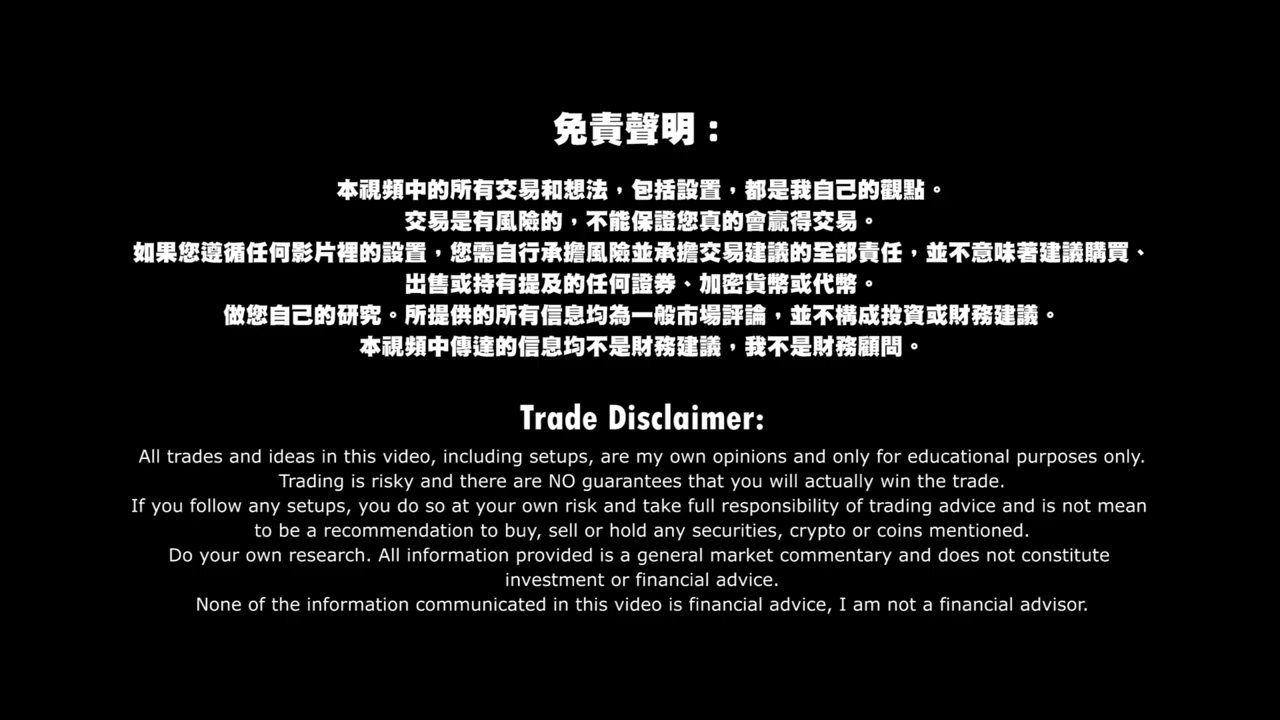 免責聲明：
本視頻中的所有交易和想法，包括設置，都是我自己的觀點。
交易是有風險的，不能保證您真的會贏得交易。
如果您遵循任何影片裡的設置，您需自行承擔風險並承擔交易建議的全部責任，並不意味著建議購買、
出售或持有提及的任何證券、加密貨幣或代幣。
做您自己的研究。所提供的所有信息均為一般市場評論，並不構成投資或財務建議。
本視頻中傳達的信息均不是財務建議，我不是財務顧問。
Trade Disclaimer:
All trades and ideas in this video, including setups, are my own opinions and only for educational purposes only.
Trading is risky and there are NO guarantees that you will actually win the trade.
If you follow any setups, you do so at your own risk and take full responsibility of trading advice and is not mean
to be a recommendation to buy, sell or hold any securities, crypto or coins mentioned.
Do your own research. All information provided is a general market commentary and does not constitute
investment or financial advice.
None of the information communicated in this video is financial advice, I am not a financial advisor.